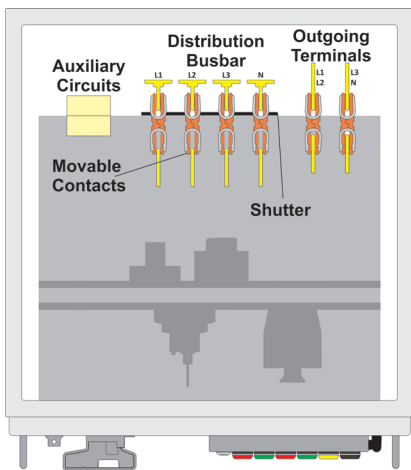 Distribution
Busbar
Outgoing
Terminals
Auxiliary
Circuits
L1 L2 L3 N
L1 L3
L2 N
Movable
Contacts
Shutter